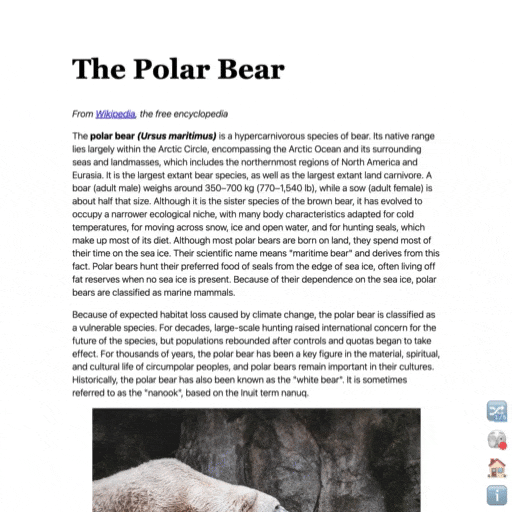 The Polar Bear
From Wikipedia, the free encyclopedia
The polar bear (Ursus maritimus) is a hypercarnivorous species of bear. Its native range
lies largely within the Arctic Circle, encompassing the Arctic Ocean and its surrounding
seas and landmasses, which includes the northernmost regions of North America and
Eurasia. It is the largest extant bear species, as well as the largest extant land carnivore. A
boar (adult male) weighs around 350–700 kg (770–1,540 lb), while a sow (adult female) is
about half that size. Although it is the sister species of the brown bear, it has evolved to
occupy a narrower ecological niche, with many body characteristics adapted for cold
temperatures, for moving across snow, ice and open water, and for hunting seals, which
make up most of its diet. Although most polar bears are born on land, they spend most of
their time on the sea ice. Their scientific name means "maritime bear" and derives from this
fact. Polar bears hunt their preferred food of seals from the edge of sea ice, often living off
fat reserves when no sea ice is present. Because of their dependence on the sea ice, polar
bears are classified as marine mammals.
Because of expected habitat loss caused by climate change, the polar bear is classified as
a vulnerable species. For decades, large-scale hunting raised international concern for the
future of the species, but populations rebounded after controls and quotas began to take
effect. For thousands of years, the polar bear has been a key figure in the material, spiritual,
and cultural life of circumpolar peoples, and polar bears remain important in their cultures.
Historically, the polar bear has also been known as the "white bear". It is sometimes
referred to as the "nanook", based on the Inuit term nanuq.